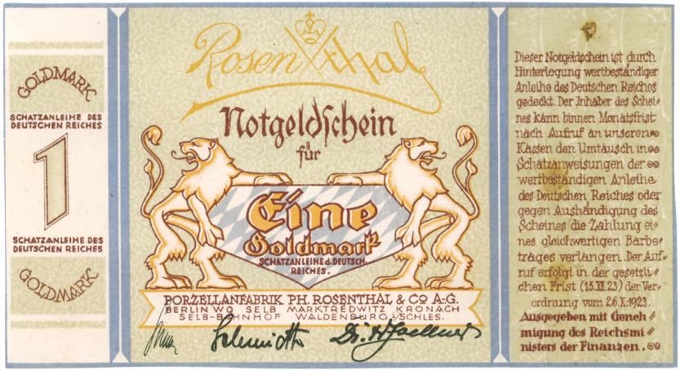 GOLDMARK
SCHATZANLEIHE DES
DEUTSCHEN REICHES
1
SCHATZANLEIHE DES
DEUTSCHEN REICHES
GOLDMARK
Rosenthal
Notgeldschein
für
Eine
Goldmark
SCHATZANLEIHE d. DEUTSCH.
REICHES.
PORZELLANFABRIK PH. ROSENTHAL & CO A-G.
BERLIN WO SELB MARKTREDWITZ KRONACH
SELB-BAHNHOF WALDENBURG i/SCHLES.
Dieser Notgeldschein ist durch
Hinterlegung wertbeständiger
Anleihe des Deutschen Reiches
gedeckt. Der Inhaber des Schei⸗
nes kann binnen Monatsfrist
nach Aufruf an unseren
Kassen den Umtausch in
Schatzanweisungen der
wertbeständigen Anleihe
des Deutschen Reiches oder
gegen Aushändigung des
Scheines die Zahlung ei⸗
nes gleichwertigen Barbe⸗
trages verlangen. Der Auf⸗
ruf erfolgt in der gesetzli⸗
chen Frist (15.VI.23) der Ver⸗
ordnung vom 26.X.1923.
Ausgegeben mit Geneh⸗
migung des Reichsmi⸗
nisters der Finanzen.